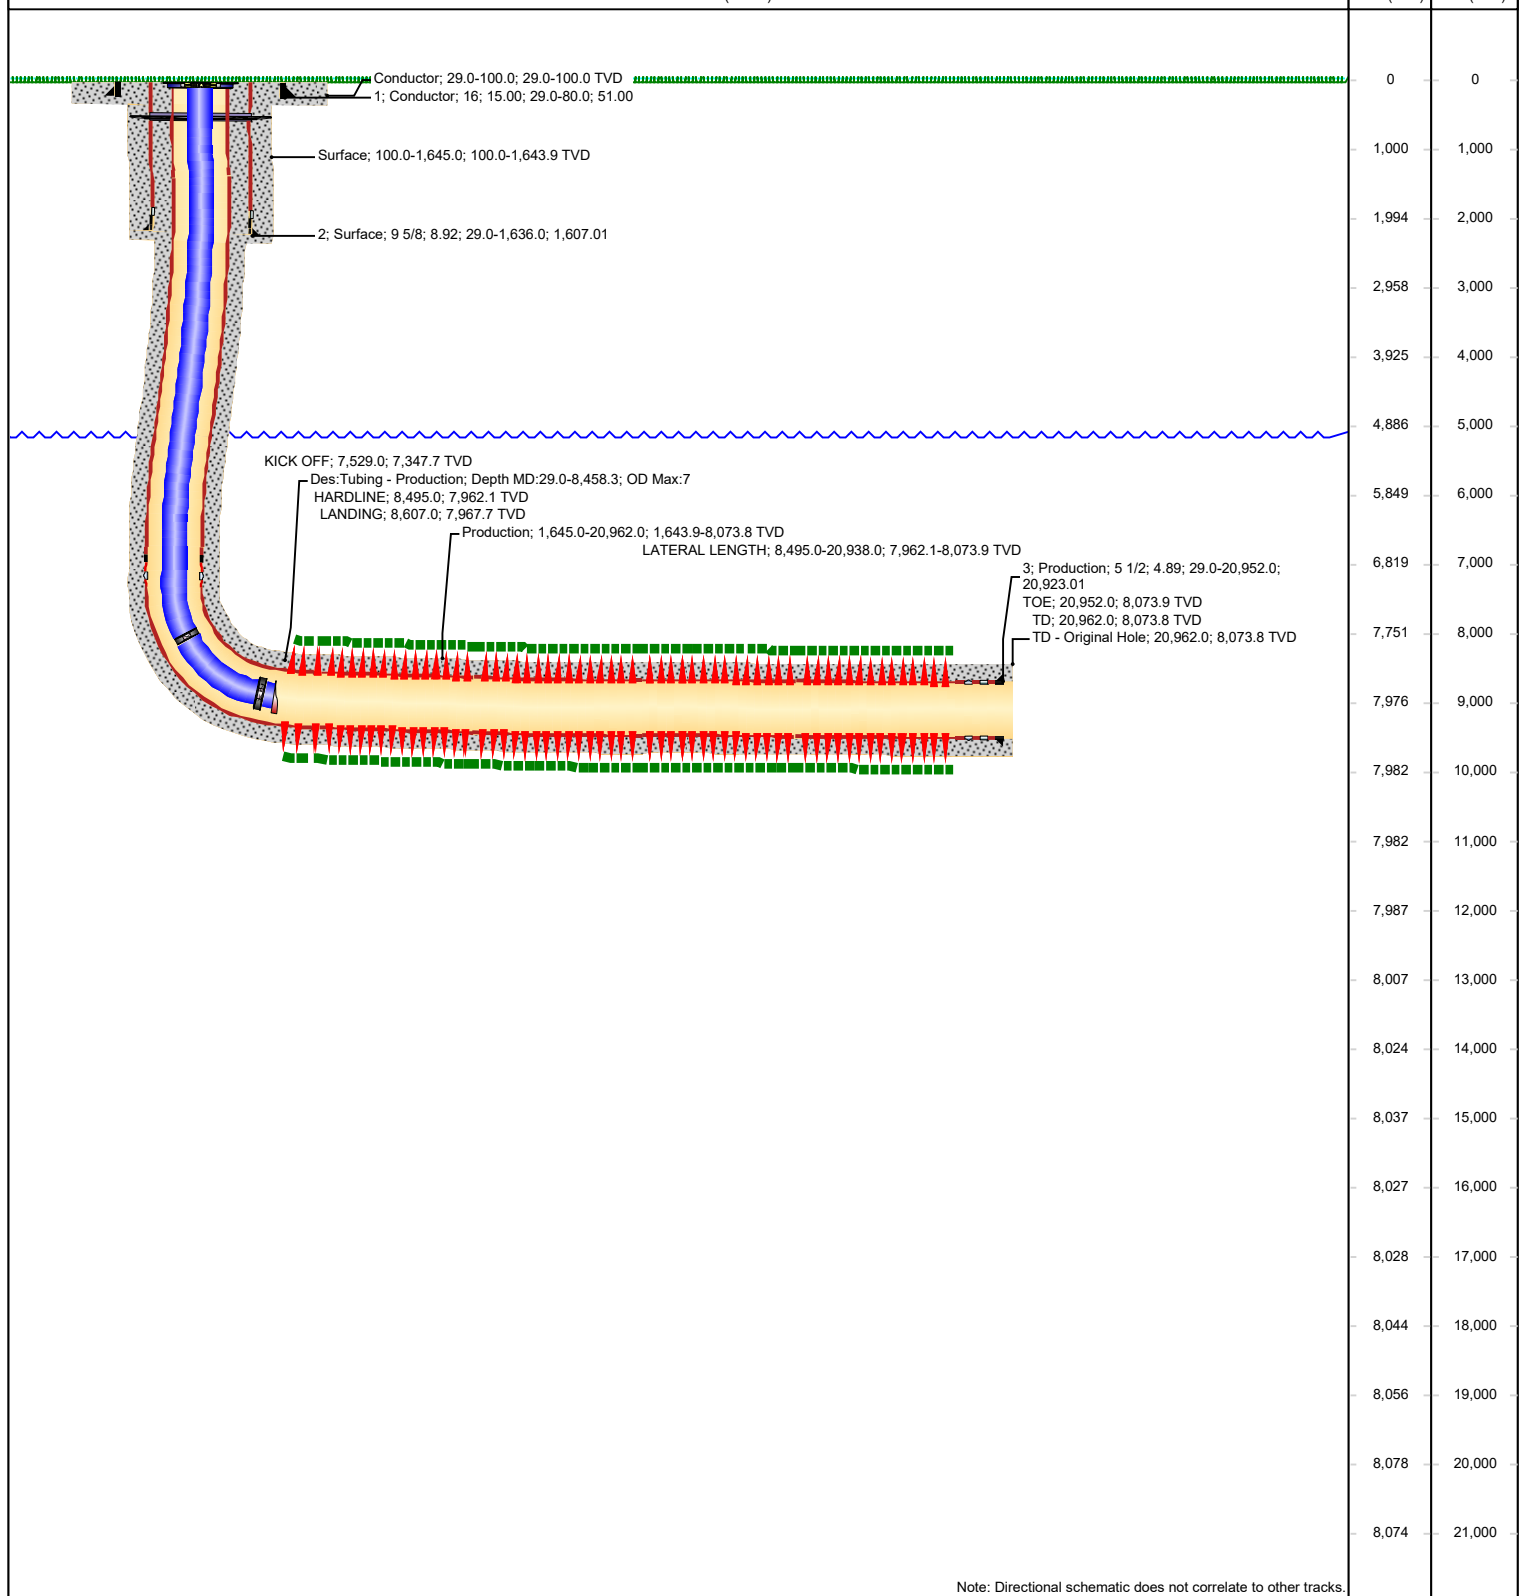 Conductor; 29.0-100.0; 29.0-100.0 TVD
1; Conductor; 16; 15.00; 29.0-80.0; 51.00
Surface; 100.0-1,645.0; 100.0-1,643.9 TVD
2; Surface; 9 5/8; 8.92; 29.0-1,636.0; 1,607.01
KICK OFF; 7,529.0; 7,347.7 TVD
Des:Tubing - Production; Depth MD:29.0-8,458.3; OD Max:7
HARDLINE; 8,495.0; 7,962.1 TVD
LANDING; 8,607.0; 7,967.7 TVD
Production; 1,645.0-20,962.0; 1,643.9-8,073.8 TVD
LATERAL LENGTH; 8,495.0-20,938.0; 7,962.1-8,073.9 TVD
3; Production; 5 1/2; 4.89; 29.0-20,952.0;
20,923.01
TOE; 20,952.0; 8,073.9 TVD
TD; 20,962.0; 8,073.8 TVD
TD - Original Hole; 20,962.0; 8,073.8 TVD
0 0
1,000 1,000
1,994 2,000
2,958 3,000
3,925 4,000
4,886 5,000
5,849 6,000
6,819 7,000
7,751 8,000
7,976 9,000
7,982 10,000
7,982 11,000
7,987 12,000
8,007 13,000
8,024 14,000
8,037 15,000
8,027 16,000
8,028 17,000
8,044 18,000
8,056 19,000
8,078 20,000
8,074 21,000
Note: Directional schematic does not correlate to other tracks.